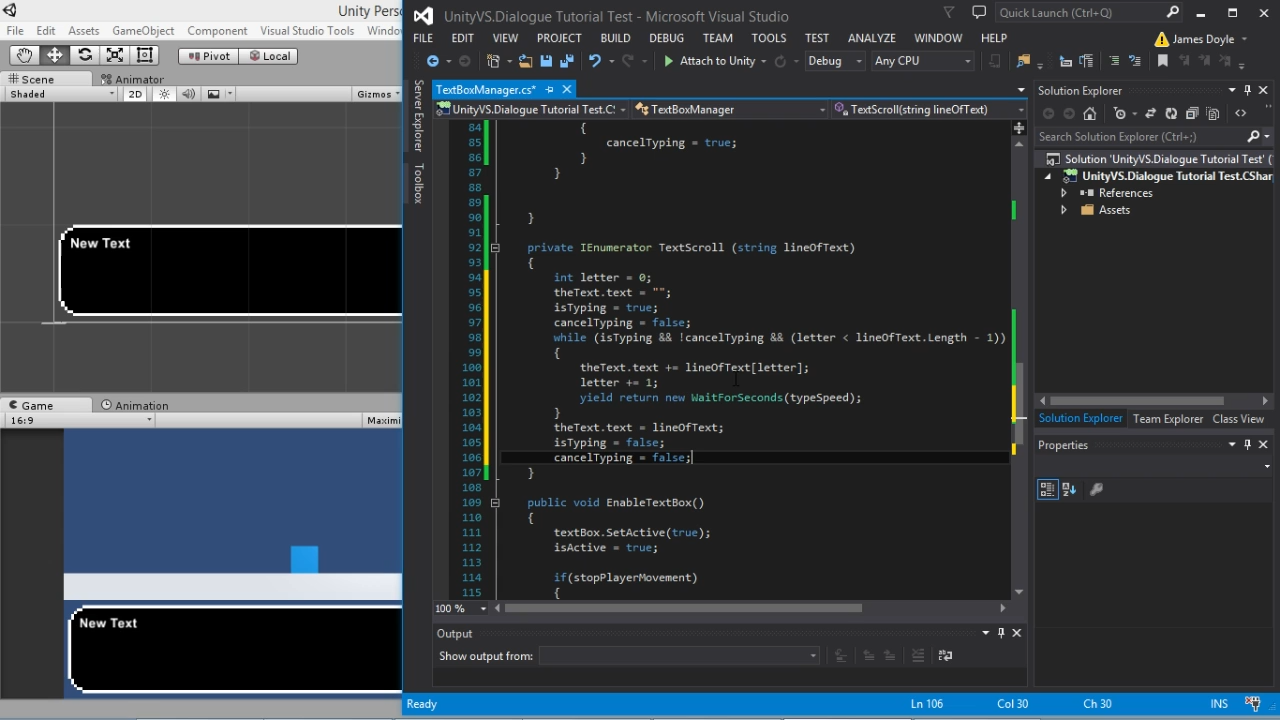 Unity Perso
File Edit Assets GameObject Component Visual Studio Tools Windo
Pivot Local
Scene Animator
Shaded 2D Gizmos
New Text
Game Animation
16:9 Maximi
New Text
UnityVS.Dialogue Tutorial Test - Microsoft Visual Studio
Quick Launch (Ctrl+Q)
FILE EDIT VIEW PROJECT BUILD DEBUG TEAM TOOLS TEST ANALYZE WINDOW HELP
James Doyle
Attach to Unity Debug Any CPU
Server Explorer
Toolbox
TextBoxManager.cs*
UnityVS.Dialogue Tutorial Test.C: TextBoxManager TextScroll(string lineOfText)
84 {
85 cancelTyping = true;
86 }
87 }
88
89
90 }
91
92 private IEnumerator TextScroll (string lineOfText)
93 {
94 int letter = 0;
95 theText.text = "";
96 isTyping = true;
97 cancelTyping = false;
98 while (isTyping && !cancelTyping && (letter < lineOfText.Length - 1))
99 {
100 theText.text += lineOfText[letter];
101 letter += 1;
102 yield return new WaitForSeconds(typeSpeed);
103 }
104 theText.text = lineOfText;
105 isTyping = false;
106 cancelTyping = false;
107 }
108
109 public void EnableTextBox()
110 {
111 textBox.SetActive(true);
112 isActive = true;
113
114 if(stopPlayerMovement)
115 {
100 %
Output
Show output from:
Solution Explorer
Search Solution Explorer (Ctrl+;)
Solution 'UnityVS.Dialogue Tutorial Test' (
UnityVS.Dialogue Tutorial Test.CShar
References
Assets
Solution Explorer Team Explorer Class View
Properties
Ready Ln 106 Col 30 Ch 30 INS